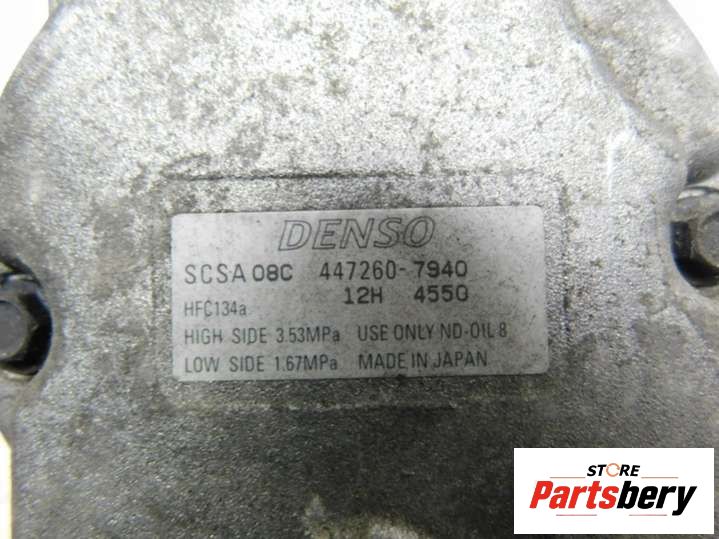 DENSO
SCSA 08C 447260-7940
12H 4550
HFC134a
HIGH SIDE 3.53MPa USE ONLY ND-OIL 8
LOW SIDE 1.67MPa MADE IN JAPAN
STORE
Partsbery